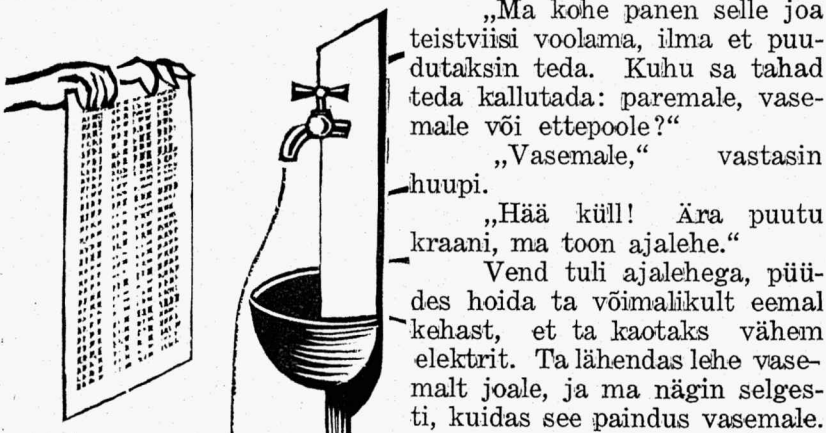 „Ma kohe panen selle joa
teistviisi voolama, ilma et puu-
dutaksin teda. Kuhu sa tahad
teda kallutada: paremale, vase-
male või ettepoole?“
„Vasemale,“ vastasin
huupi.
„Hää küll! Ära puutu
kraani, ma toon ajalehe.“
Vend tuli ajalehega, püü-
des hoida ta võimalikult eemal
kehast, et ta kaotaks vähem
elektrit. Ta lähendas lehe vase-
malt joale, ja ma nägin selges-
ti, kuidas see paindus vasemale.